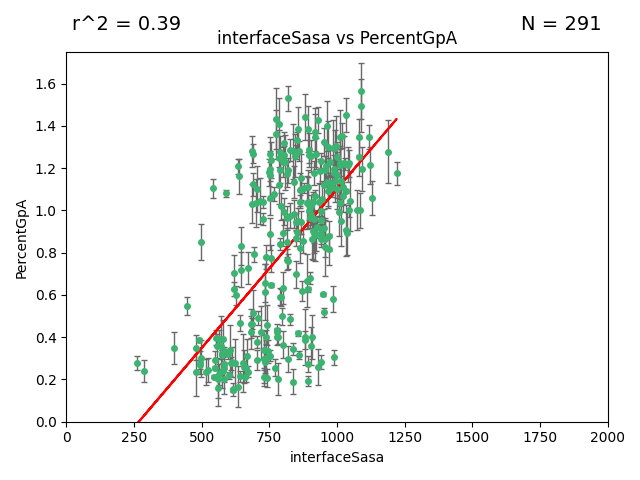 r^2 = 0.39
N = 291
interfaceSasa vs PercentGpA
PercentGpA
1.6
1.4
1.2
1.0
0.8
0.6
0.4
0.2
0.0
0 250 500 750 1000 1250 1500 1750 2000
interfaceSasa